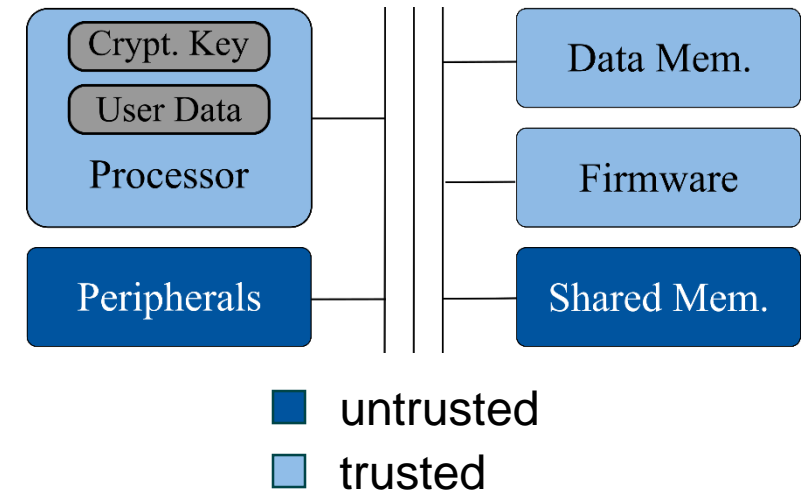 Crypt. Key
User Data
Processor
Peripherals
Data Mem.
Firmware
Shared Mem.
untrusted
trusted